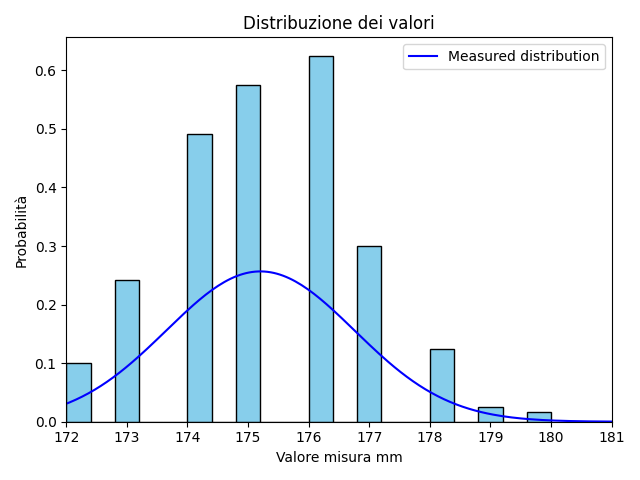 Distribuzione dei valori
Measured distribution
Probabilità
0.6
0.5
0.4
0.3
0.2
0.1
0.0
172 173 174 175 176 177 178 179 180 181
Valore misura mm